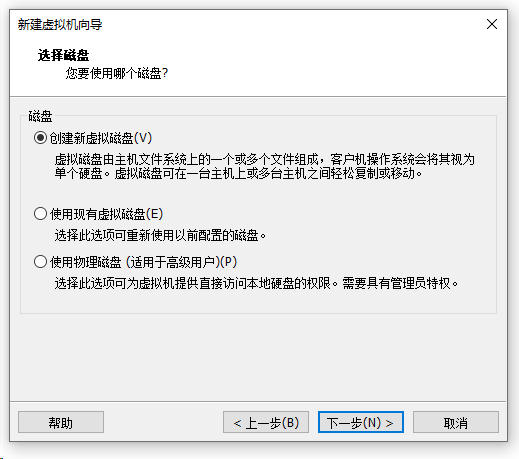 新建虚拟机向导
选择磁盘
您要使用哪个磁盘?
磁盘
创建新虚拟磁盘(V)
虚拟磁盘由主机文件系统上的一个或多个文件组成，客户机操作系统会将其视为
单个硬盘。虚拟磁盘可在一台主机上或多台主机之间轻松复制或移动。
使用现有虚拟磁盘(E)
选择此选项可重新使用以前配置的磁盘。
使用物理磁盘 (适用于高级用户)(P)
选择此选项可为虚拟机提供直接访问本地硬盘的权限。需要具有管理员特权。
帮助
< 上一步(B)
下一步(N) >
取消